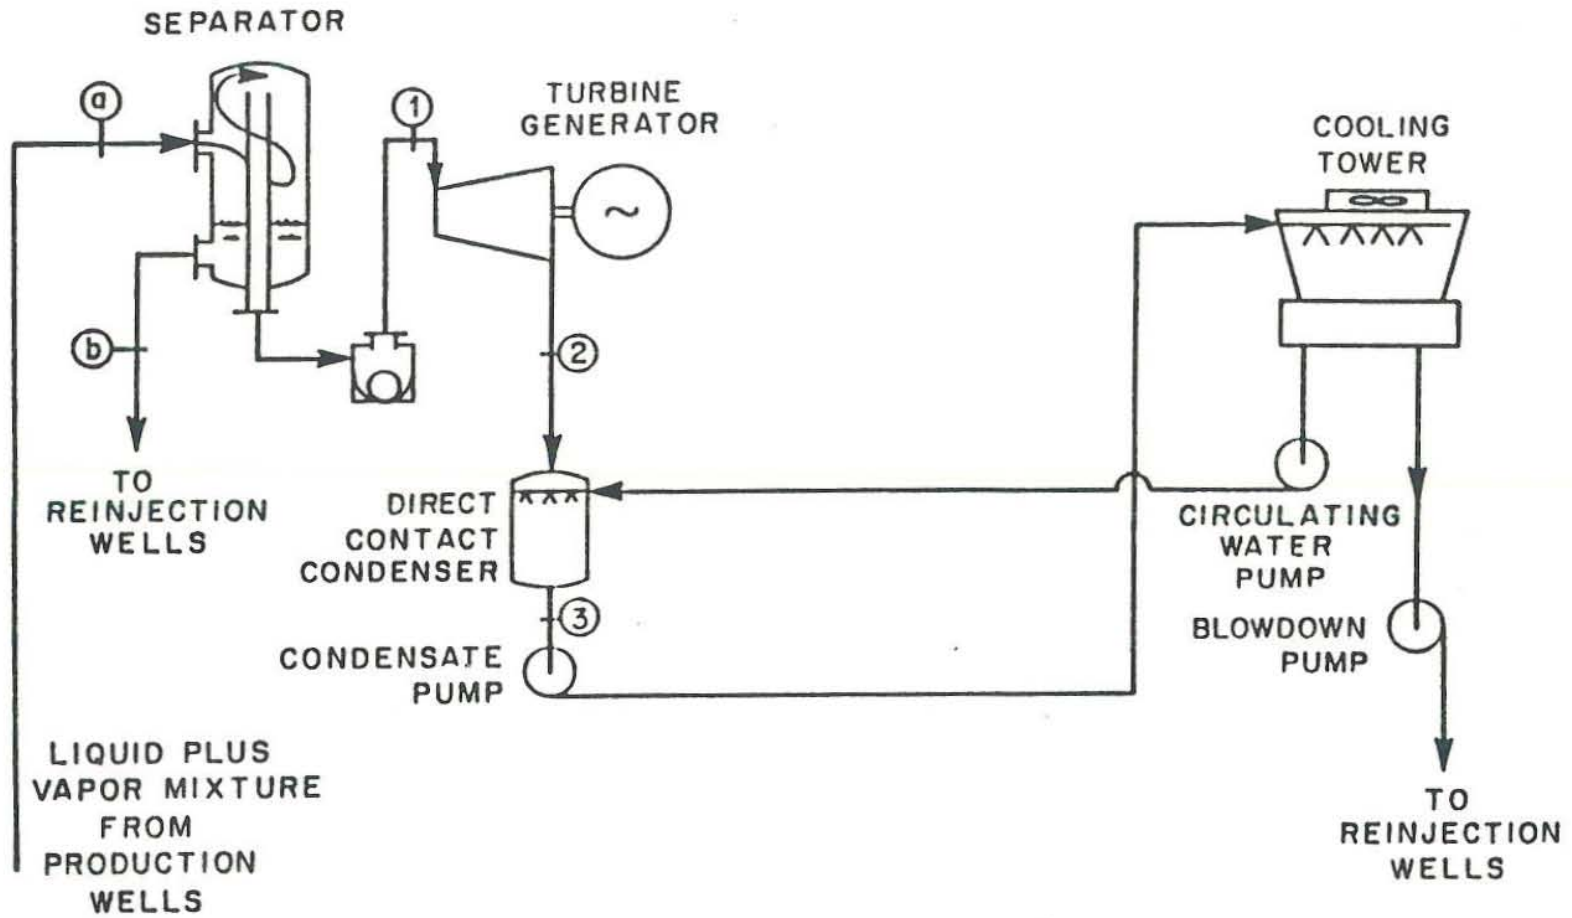 SEPARATOR
a
1
TURBINE
GENERATOR
~
COOLING
TOWER
b
2
TO
REINJECTION
WELLS
DIRECT
CONTACT
CONDENSER
3
CONDENSATE
PUMP
CIRCULATING
WATER
PUMP
BLOWDOWN
PUMP
LIQUID PLUS
VAPOR MIXTURE
FROM
PRODUCTION
WELLS
TO
REINJECTION
WELLS